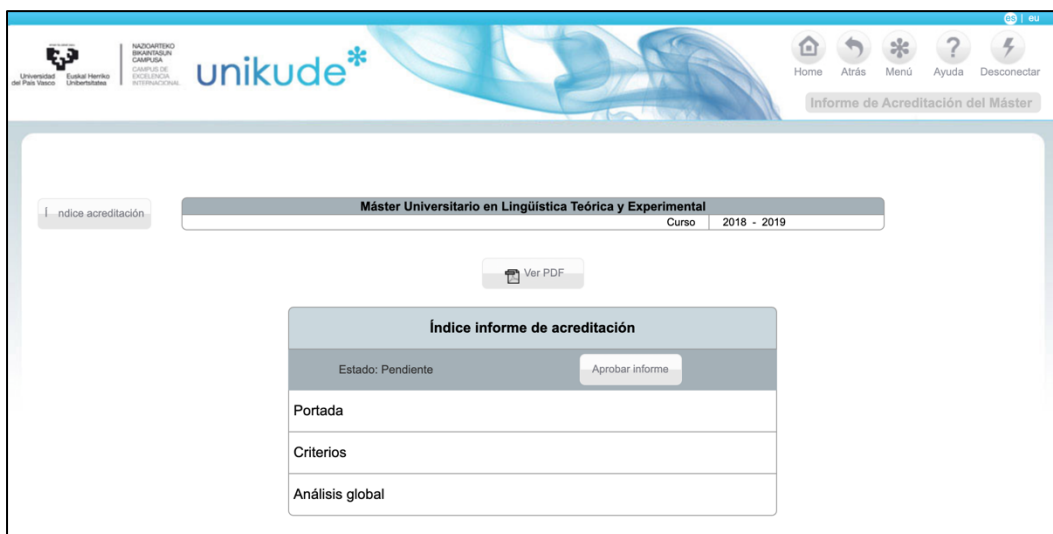 es | eu
NAZIOARTEKO
BIKAINTASUN
CAMPUSA
CAMPUS DE
EXCELENCIA
INTERNACIONAL
Universidad del País Vasco
Euskal Herriko Unibertsitatea
unikude*
Home Atrás Menú Ayuda Desconectar
Informe de Acreditación del Máster
Índice acreditación
Máster Universitario en Lingüística Teórica y Experimental
Curso 2018 - 2019
Ver PDF
Índice informe de acreditación
Estado: Pendiente Aprobar informe
Portada
Criterios
Análisis global